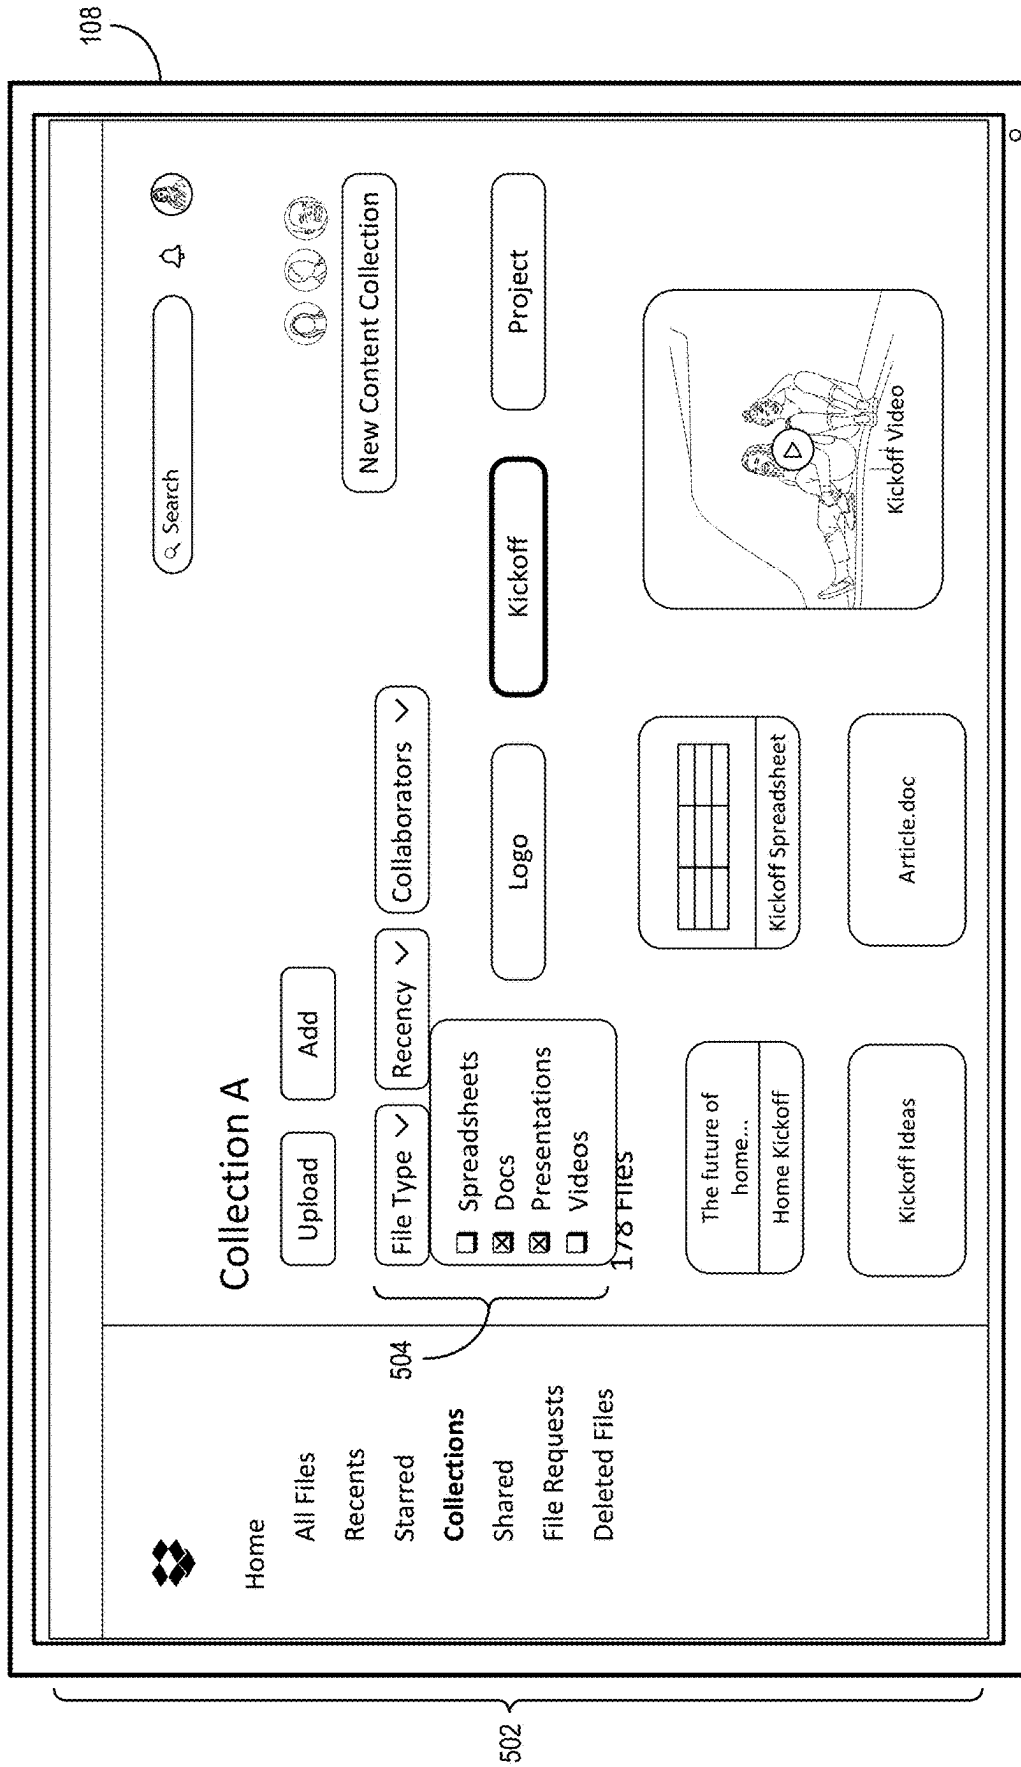 108
502
Home
All Files
Recents
Starred
Collections
Shared
File Requests
Deleted Files
504
Search
Collection A
Upload
Add
New Content Collection
File Type
Recency
Collaborators
Spreadsheets
Docs
Presentations
Videos
Logo
Kickoff
Project
178 Files
The future of
home...
Home Kickoff
Kickoff Spreadsheet
Kickoff Video
Kickoff Ideas
Article.doc